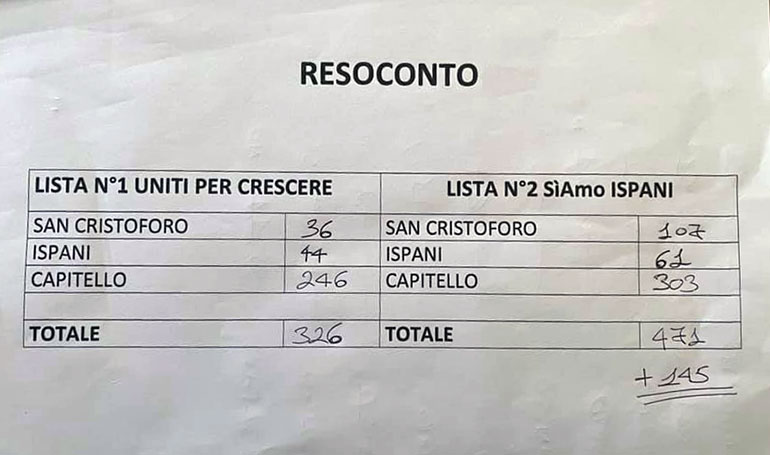 RESOCONTO
LISTA N°1 UNITI PER CRESCERE LISTA N°2 SìAmo ISPANI
SAN CRISTOFORO 36 SAN CRISTOFORO 107
ISPANI 44 ISPANI 61
CAPITELLO 246 CAPITELLO 303
TOTALE 326 TOTALE 471
+ 145